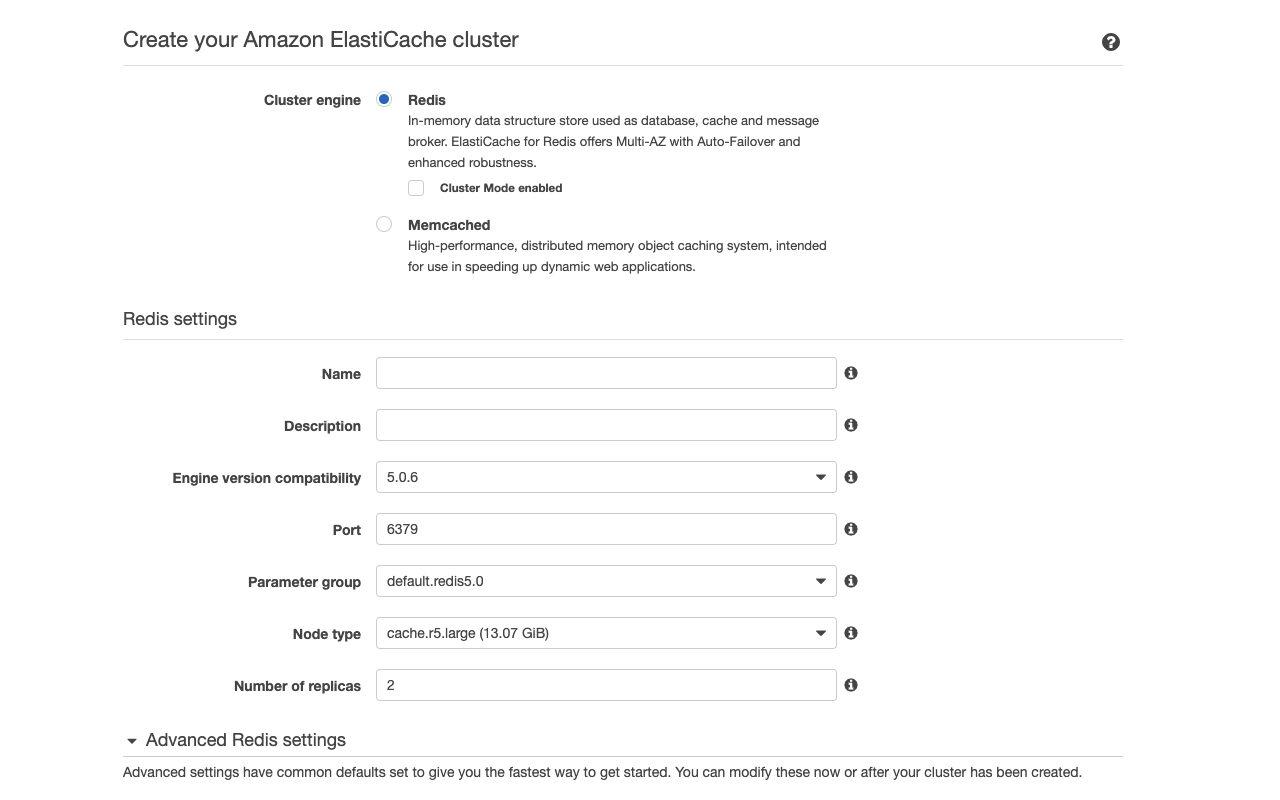 Create your Amazon ElastiCache cluster
Cluster engine
Redis
In-memory data structure store used as database, cache and message
broker. ElastiCache for Redis offers Multi-AZ with Auto-Failover and
enhanced robustness.
Cluster Mode enabled
Memcached
High-performance, distributed memory object caching system, intended
for use in speeding up dynamic web applications.
Redis settings
Name
Description
Engine version compatibility 5.0.6
Port 6379
Parameter group default.redis5.0
Node type cache.r5.large (13.07 GiB)
Number of replicas 2
Advanced Redis settings
Advanced settings have common defaults set to give you the fastest way to get started. You can modify these now or after your cluster has been created.